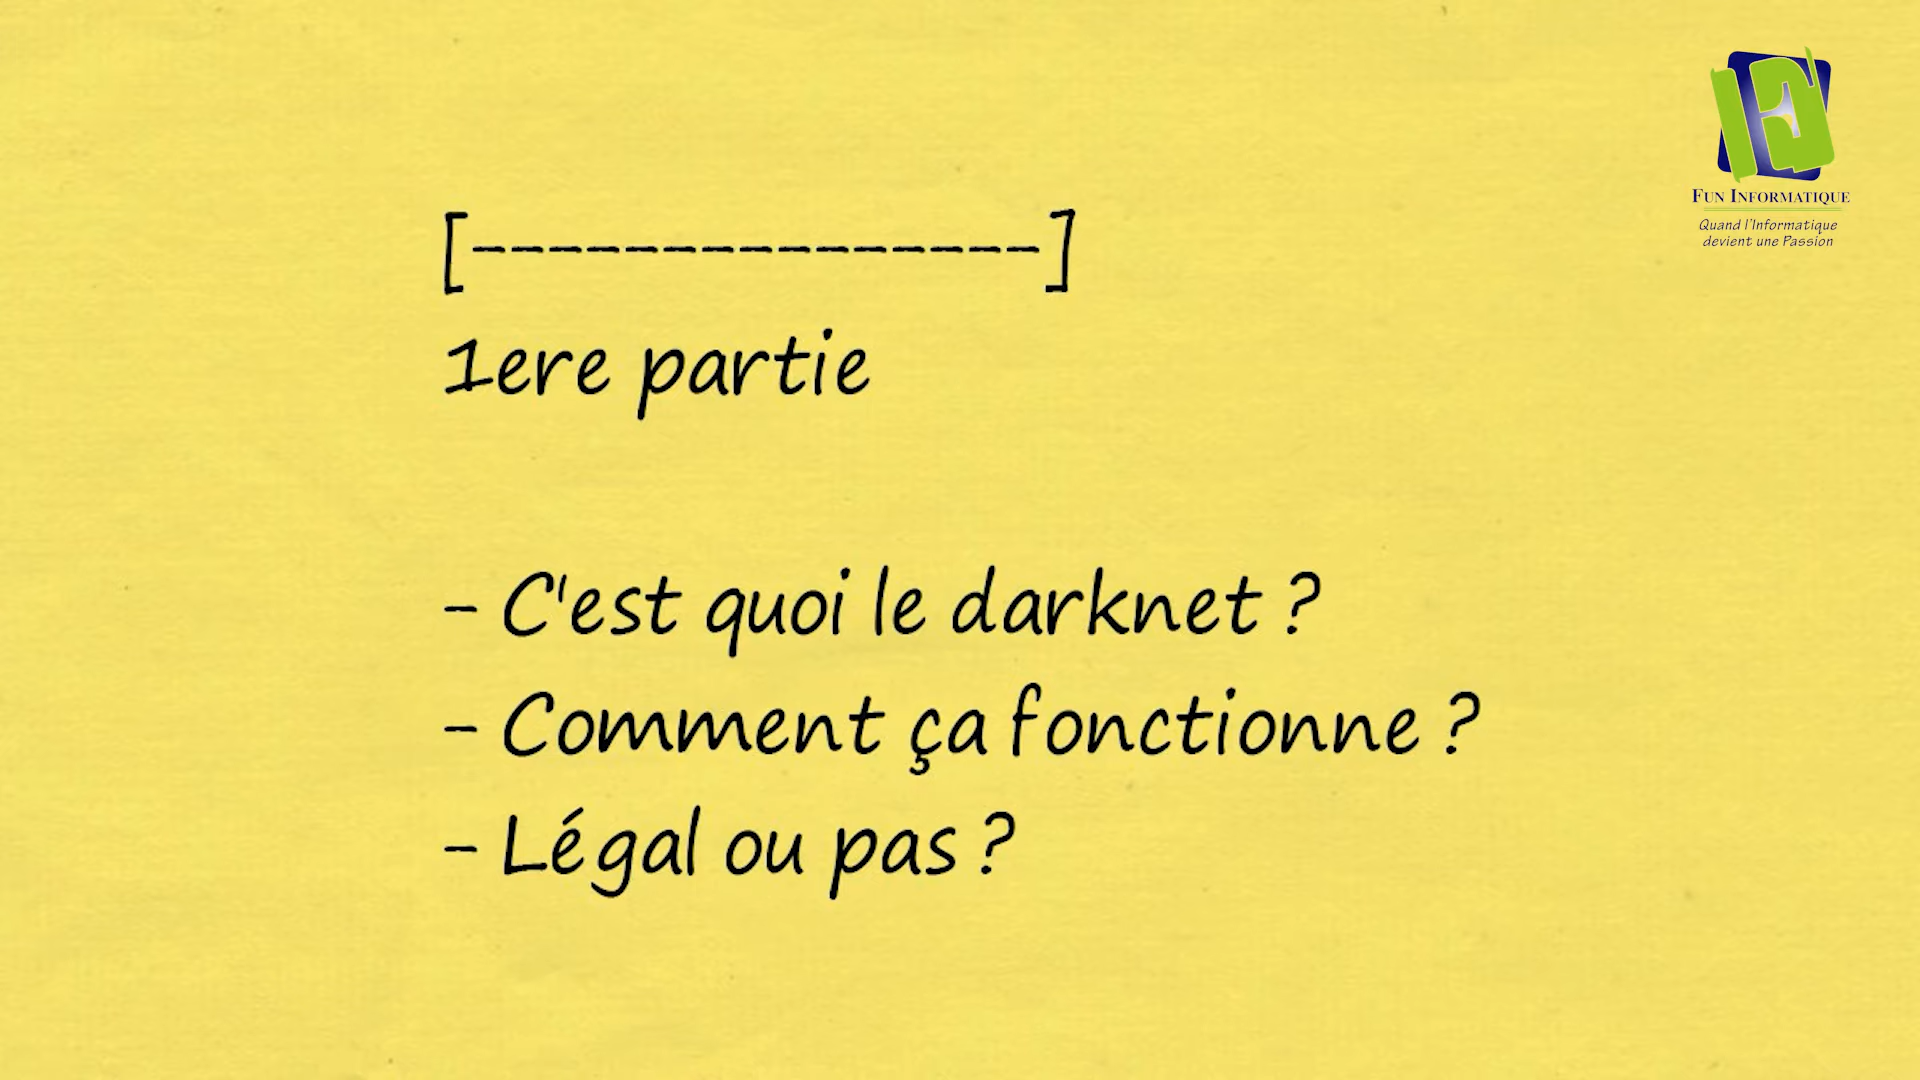 FUN INFORMATIQUE
Quand l'Informatique
devient une Passion
[---------------]
1ere partie
- C'est quoi le darknet ?
- Comment ça fonctionne ?
- Légal ou pas ?